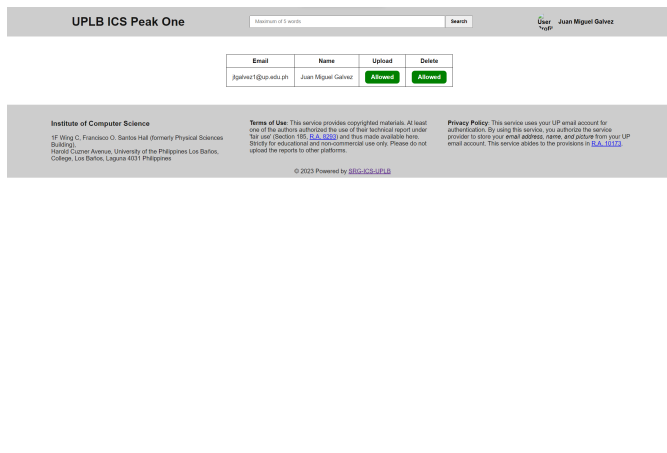 UPLB ICS Peak One
Maximum of 5 words
Search
User
Profil
Juan Miguel Galvez
Email Name Upload Delete
jtgalvez1@up.edu.ph Juan Miguel Galvez Allowed Allowed
Institute of Computer Science
1F Wing C, Francisco O. Santos Hall (formerly Physical Sciences
Building),
Harold Cuzner Avenue, University of the Philippines Los Baños,
College, Los Baños, Laguna 4031 Philippines
Terms of Use: This service provides copyrighted materials. At least
one of the authors authorized the use of their technical report under
'fair use' (Section 185, R.A. 8293) and thus made available here.
Strictly for educational and non-commercial use only. Please do not
upload the reports to other platforms.
Privacy Policy: This service uses your UP email account for
authentication. By using this service, you authorize the service
provider to store your email address, name, and picture from your UP
email account. This service abides to the provisions in R.A. 10173.
© 2023 Powered by SRG-ICS-UPLB